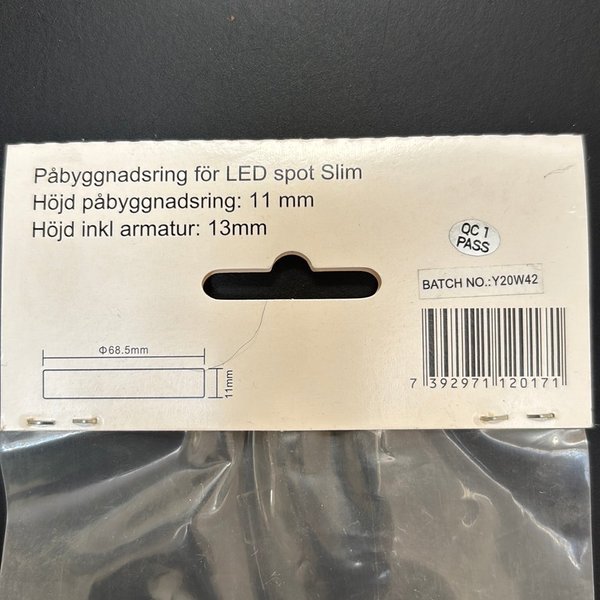 Påbyggnadsring för LED spot Slim
Höjd påbyggnadsring: 11 mm
Höjd inkl armatur: 13mm
QC 1
PASS
BATCH NO.:Y20W42
Φ68.5mm
11mm
7 392971 120171